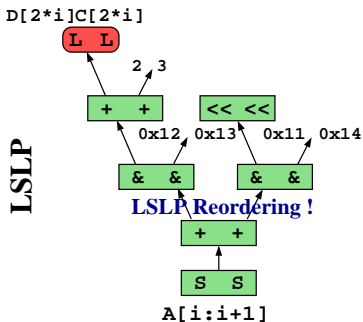 D[2*i]C[2*i]
L L
2 3
+ +
<< <<
0x12 0x13 0x11 0x14
& &
& &
LSLP Reordering !
+ +
S S
A[i:i+1]
LSLP